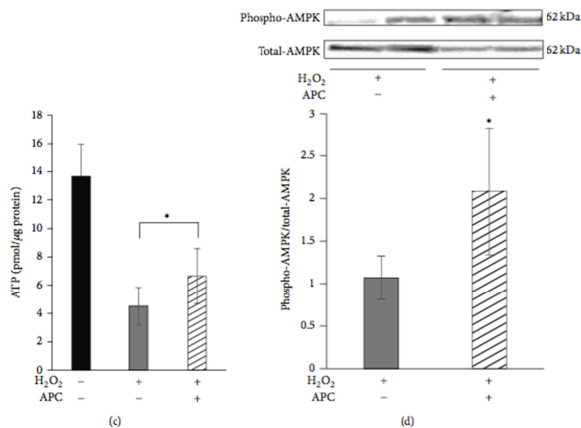 Phospho-AMPK 62 kDa
Total-AMPK 62 kDa
H₂O₂ + +
APC − +
18
16
14
12
10
8
6
4
2
0
ATP (pmol/μg protein)
*
H₂O₂ − + +
APC − − +
(c)
3
2.5
2
1.5
1
0.5
0
Phospho-AMPK/total-AMPK
*
H₂O₂ + +
APC − +
(d)